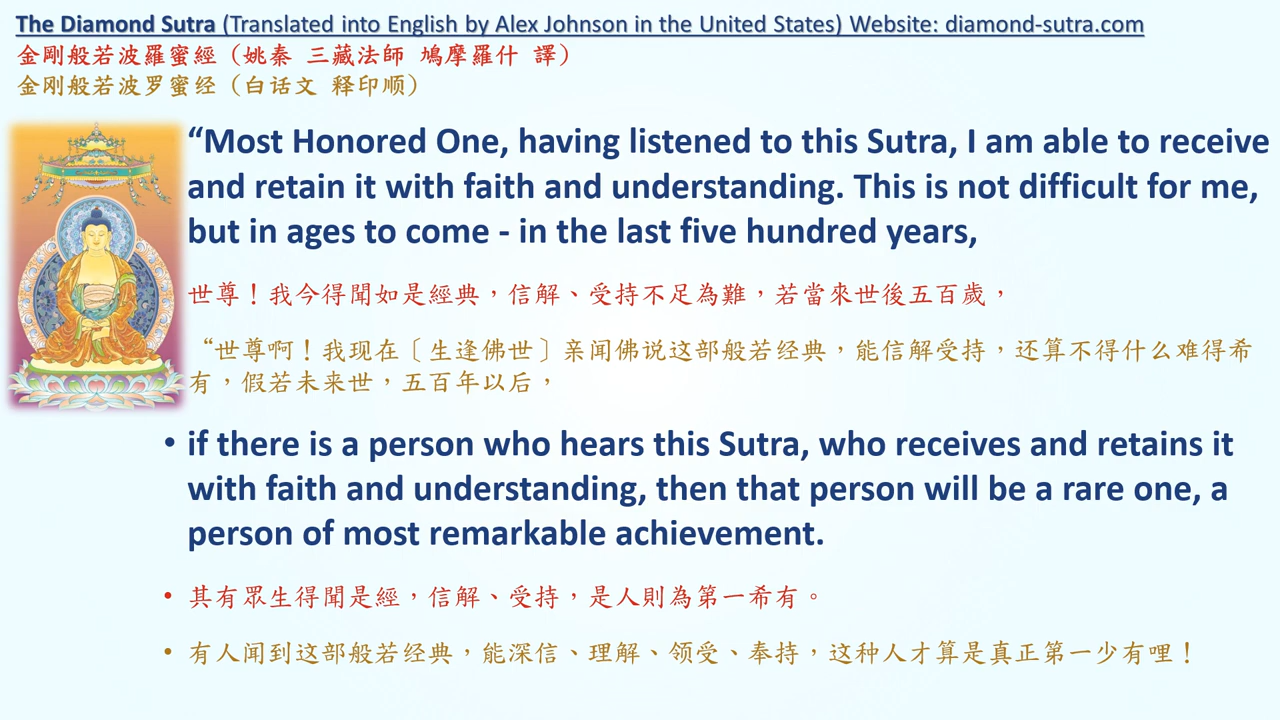 The Diamond Sutra (Translated into English by Alex Johnson in the United States) Website: diamond-sutra.com
金剛般若波羅蜜經（姚秦 三藏法師 鳩摩羅什 譯）
金刚般若波罗蜜经（白话文 释印顺）
“Most Honored One, having listened to this Sutra, I am able to receive
and retain it with faith and understanding. This is not difficult for me,
but in ages to come - in the last five hundred years,
世尊！我今得聞如是經典，信解、受持不足為難，若當來世後五百歲，
“世尊啊！我现在〔生逢佛世〕亲闻佛说这部般若经典，能信解受持，还算不得什么难得希
有，假若未来世，五百年以后，
• if there is a person who hears this Sutra, who receives and retains it
with faith and understanding, then that person will be a rare one, a
person of most remarkable achievement.
• 其有眾生得聞是經，信解、受持，是人則為第一希有。
• 有人闻到这部般若经典，能深信、理解、领受、奉持，这种人才算是真正第一少有哩！